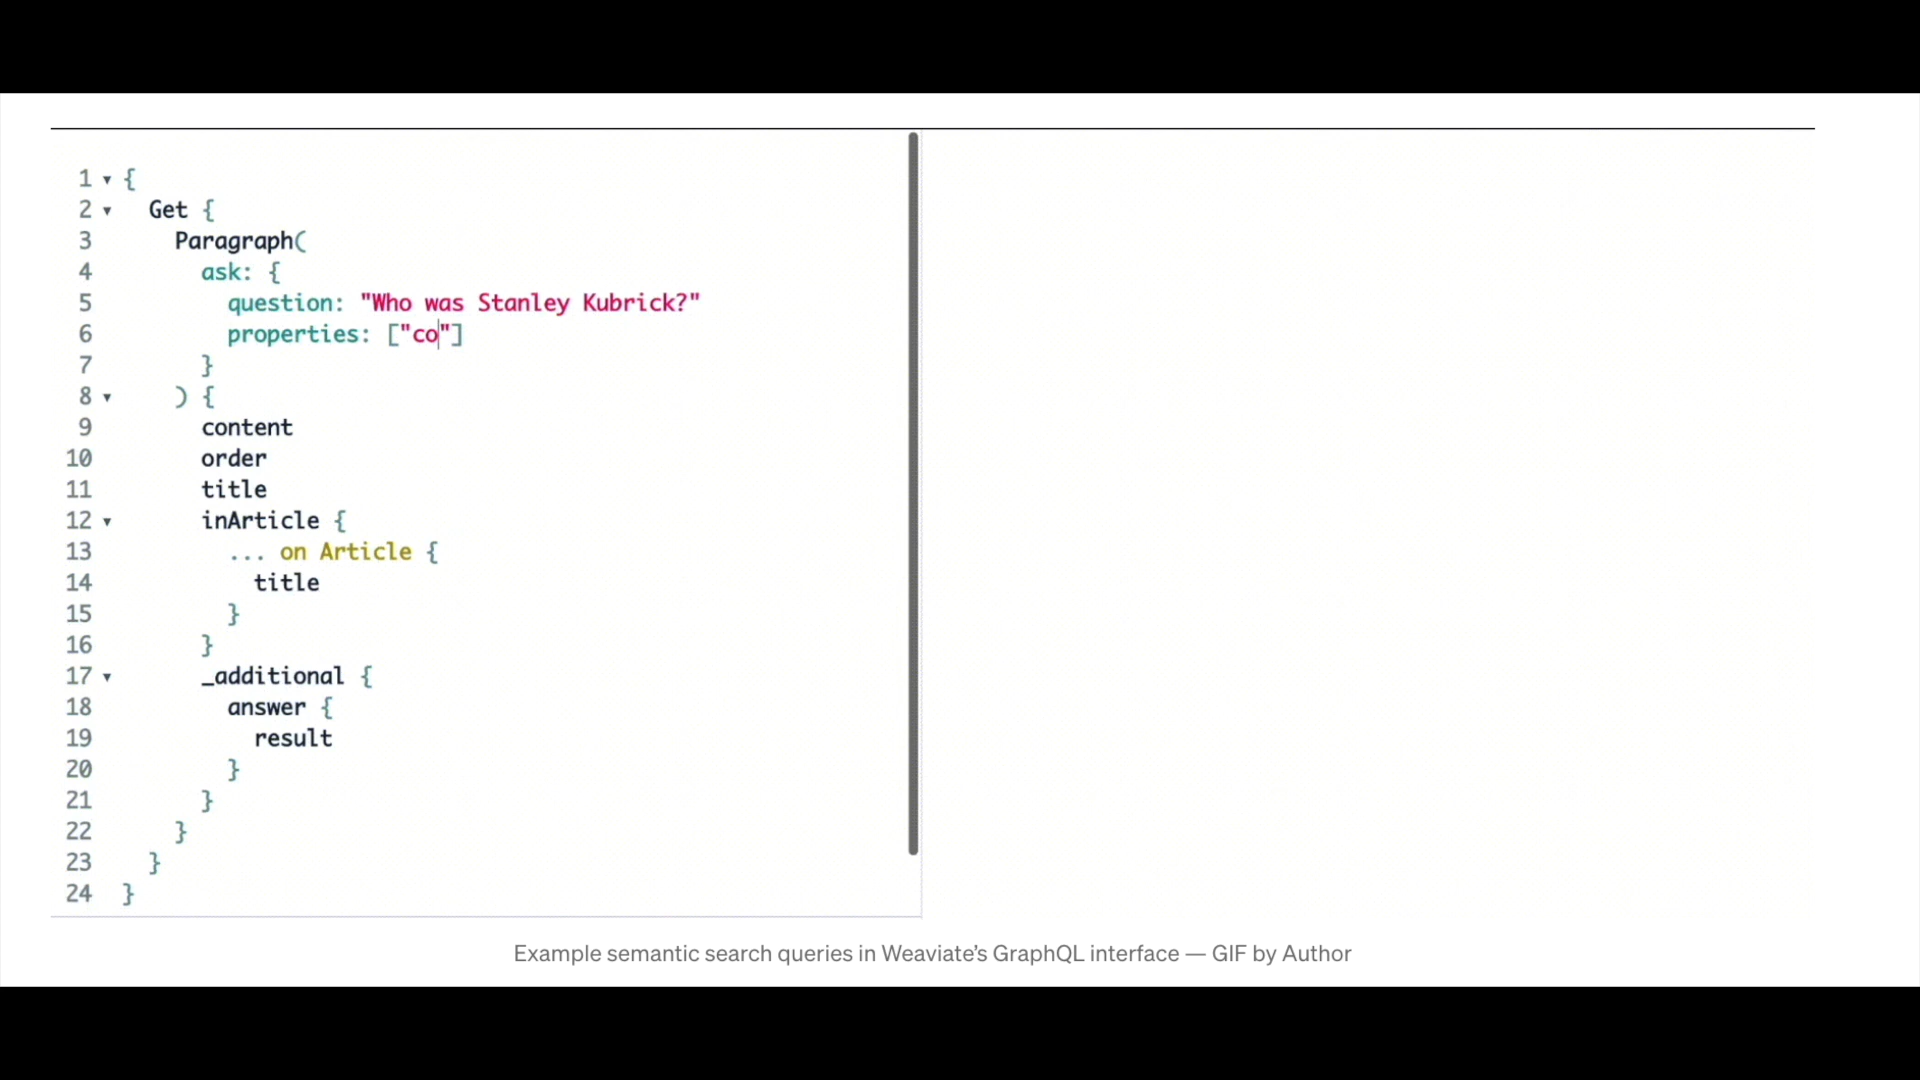 1 ▾ {
2 ▾ Get {
3 Paragraph(
4 ask: {
5 question: "Who was Stanley Kubrick?"
6 properties: ["co"]
7 }
8 ▾ ) {
9 content
10 order
11 title
12 ▾ inArticle {
13 ... on Article {
14 title
15 }
16 }
17 ▾ _additional {
18 answer {
19 result
20 }
21 }
22 }
23 }
24 }
Example semantic search queries in Weaviate’s GraphQL interface — GIF by Author